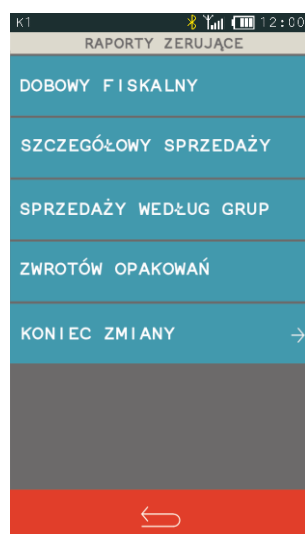 K1 12:00
RAPORTY ZERUJĄCE
DOBOWY FISKALNY
SZCZEGÓŁOWY SPRZEDAŻY
SPRZEDAŻY WEDŁUG GRUP
ZWROTÓW OPAKOWAŃ
KONIEC ZMIANY